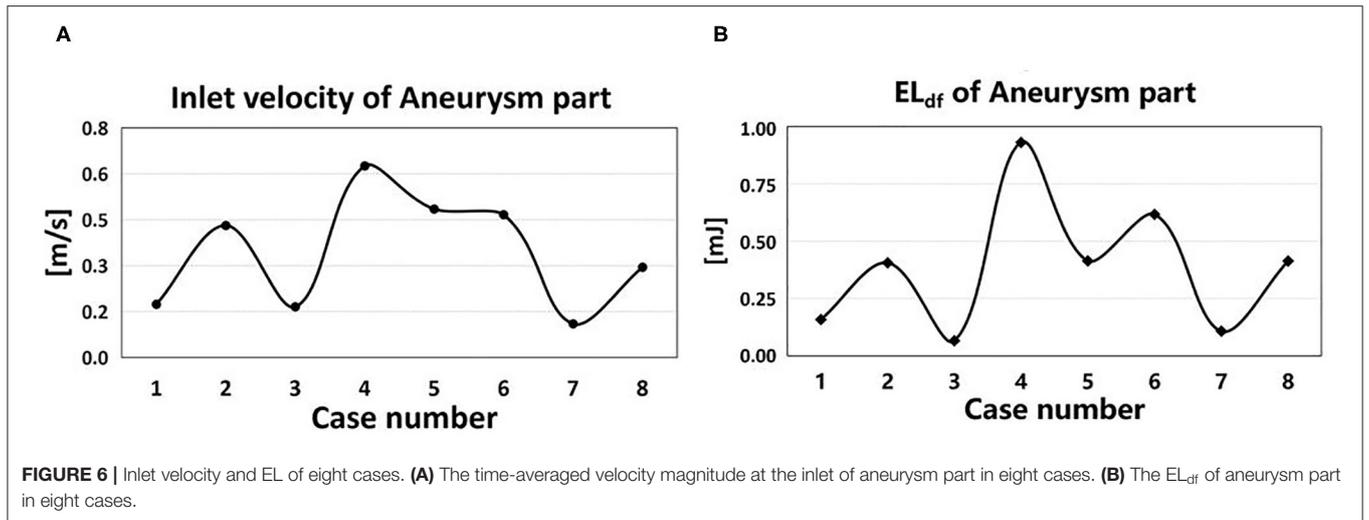 A
Inlet velocity of Aneurysm part
0.8
0.6
0.5
0.3
0.2
0.0
[m/s]
1 2 3 4 5 6 7 8
Case number
B
ELdf of Aneurysm part
1.00
0.75
0.50
0.25
0.00
[mJ]
1 2 3 4 5 6 7 8
Case number
FIGURE 6 | Inlet velocity and EL of eight cases. (A) The time-averaged velocity magnitude at the inlet of aneurysm part in eight cases. (B) The ELdf of aneurysm part
in eight cases.